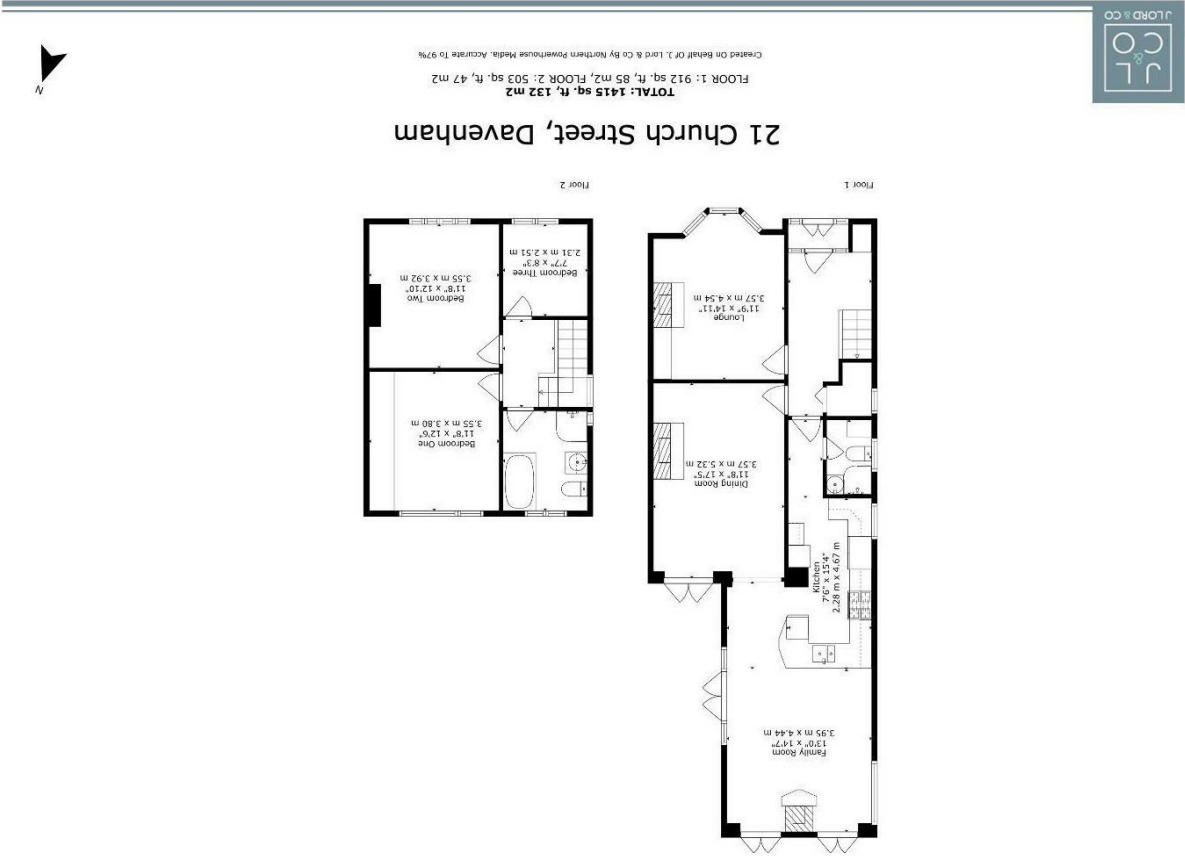 Family Room
13'0" x 14'7"
3.95 m x 4.44 m
Kitchen
7'6" x 15'4"
2.28 m x 4.67 m
Dining Room
11'8" x 17'5"
3.57 m x 5.32 m
Lounge
11'9" x 14'11"
3.57 m x 4.54 m
Bedroom One
11'8" x 12'6"
3.55 m x 3.80 m
Bedroom Two
11'8" x 12'10"
3.55 m x 3.92 m
Bedroom Three
7'7" x 8'3"
2.31 m x 2.51 m
Floor 1
Floor 2
21 Church Street, Davenham
TOTAL: 1415 sq. ft, 132 m2
FLOOR 1: 912 sq. ft, 85 m2, FLOOR 2: 503 sq. ft, 47 m2
Created On Behalf Of J. Lord & Co By Northern Powerhouse Media. Accurate To 97%
N
JL
&
CO
J LORD & CO